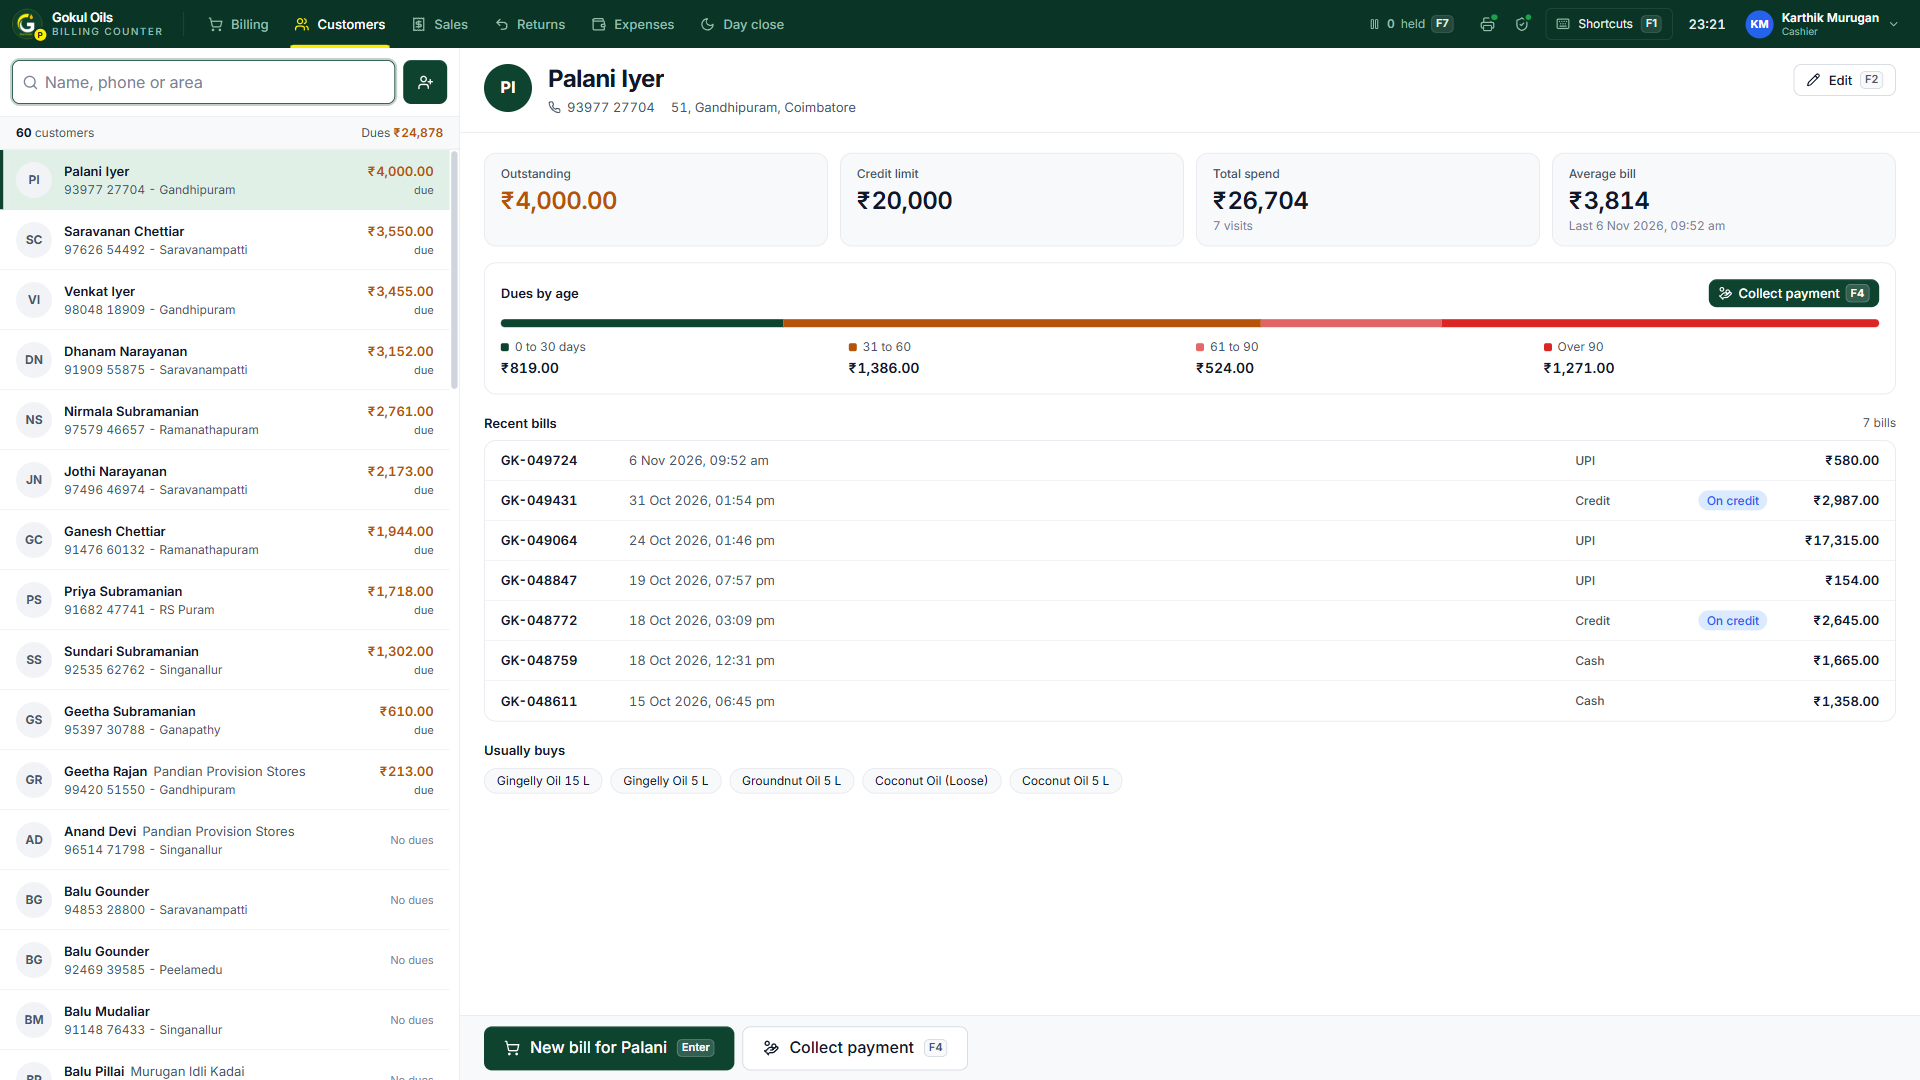 Gokul Oils
BILLING COUNTER
Billing
Customers
Sales
Returns
Expenses
Day close
0 held F7
Shortcuts F1
23:21
KM
Karthik Murugan
Cashier
Name, phone or area
60 customers
Dues ₹24,878
PI
Palani Iyer
₹4,000.00
93977 27704 - Gandhipuram
due
SC
Saravanan Chettiar
₹3,550.00
97626 54492 - Saravanampatti
due
VI
Venkat Iyer
₹3,455.00
98048 18909 - Gandhipuram
due
DN
Dhanam Narayanan
₹3,152.00
91909 55875 - Saravanampatti
due
NS
Nirmala Subramanian
₹2,761.00
97579 46657 - Ramanathapuram
due
JN
Jothi Narayanan
₹2,173.00
97496 46974 - Saravanampatti
due
GC
Ganesh Chettiar
₹1,944.00
91476 60132 - Ramanathapuram
due
PS
Priya Subramanian
₹1,718.00
91682 47741 - RS Puram
due
SS
Sundari Subramanian
₹1,302.00
92535 62762 - Singanallur
due
GS
Geetha Subramanian
₹610.00
95397 30788 - Ganapathy
due
GR
Geetha Rajan Pandian Provision Stores
₹213.00
99420 51550 - Gandhipuram
due
AD
Anand Devi Pandian Provision Stores
96514 71798 - Singanallur
No dues
BG
Balu Gounder
94853 28800 - Saravanampatti
No dues
BG
Balu Gounder
92469 39585 - Peelamedu
No dues
BM
Balu Mudaliar
91148 76433 - Singanallur
No dues
BP
Balu Pillai Murugan Idli Kadai
No dues
PI
Palani Iyer
93977 27704 51, Gandhipuram, Coimbatore
Edit F2
Outstanding
₹4,000.00
Credit limit
₹20,000
Total spend
₹26,704
7 visits
Average bill
₹3,814
Last 6 Nov 2026, 09:52 am
Dues by age
Collect payment F4
0 to 30 days
₹819.00
31 to 60
₹1,386.00
61 to 90
₹524.00
Over 90
₹1,271.00
Recent bills
7 bills
GK-049724 6 Nov 2026, 09:52 am UPI ₹580.00
GK-049431 31 Oct 2026, 01:54 pm Credit On credit ₹2,987.00
GK-049064 24 Oct 2026, 01:46 pm UPI ₹17,315.00
GK-048847 19 Oct 2026, 07:57 pm UPI ₹154.00
GK-048772 18 Oct 2026, 03:09 pm Credit On credit ₹2,645.00
GK-048759 18 Oct 2026, 12:31 pm Cash ₹1,665.00
GK-048611 15 Oct 2026, 06:45 pm Cash ₹1,358.00
Usually buys
Gingelly Oil 15 L
Gingelly Oil 5 L
Groundnut Oil 5 L
Coconut Oil (Loose)
Coconut Oil 5 L
New bill for Palani Enter
Collect payment F4